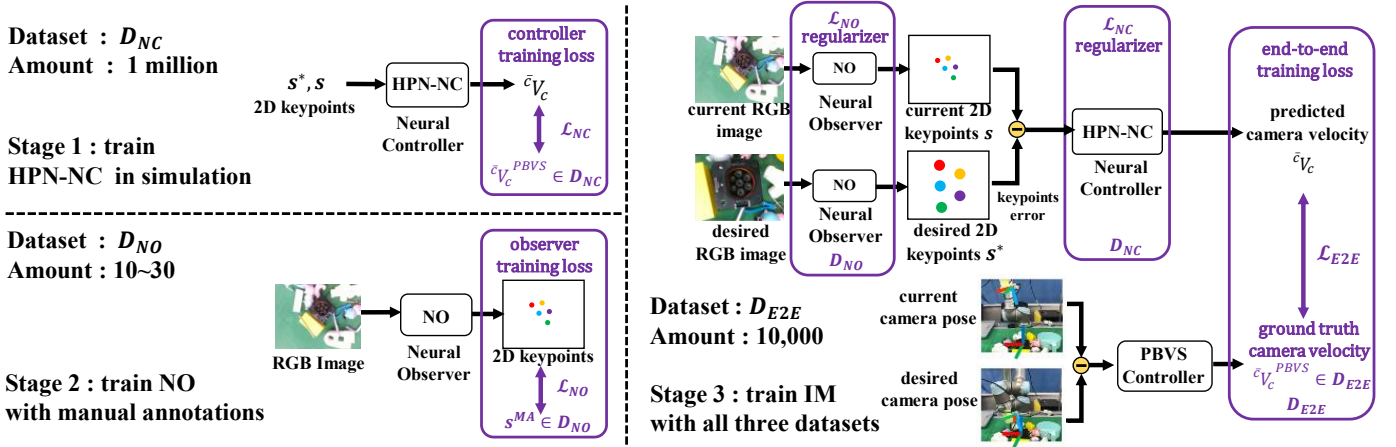 Dataset : D_NC
Amount : 1 million
s*, s
2D keypoints
HPN-NC
Neural
Controller
controller
training loss
c̄V_c
ℒ_NC
c̄V_c^PBVS ∈ D_NC
Stage 1 : train
HPN-NC in simulation
Dataset : D_NO
Amount : 10~30
RGB Image
NO
Neural
Observer
observer
training loss
2D keypoints
ℒ_NO
s^MA ∈ D_NO
Stage 2 : train NO
with manual annotations
ℒ_NO
regularizer
current RGB
image
NO
Neural
Observer
current 2D
keypoints s
desired
RGB image
NO
Neural
Observer
D_NO
desired 2D
keypoints s*
keypoints
error
ℒ_NC
regularizer
HPN-NC
Neural
Controller
D_NC
end-to-end
training loss
predicted
camera velocity
c̄V_c
ℒ_E2E
ground truth
camera velocity
c̄V_c^PBVS ∈ D_E2E
D_E2E
Dataset : D_E2E
Amount : 10,000
current
camera pose
desired
camera pose
PBVS
Controller
Stage 3 : train IM
with all three datasets